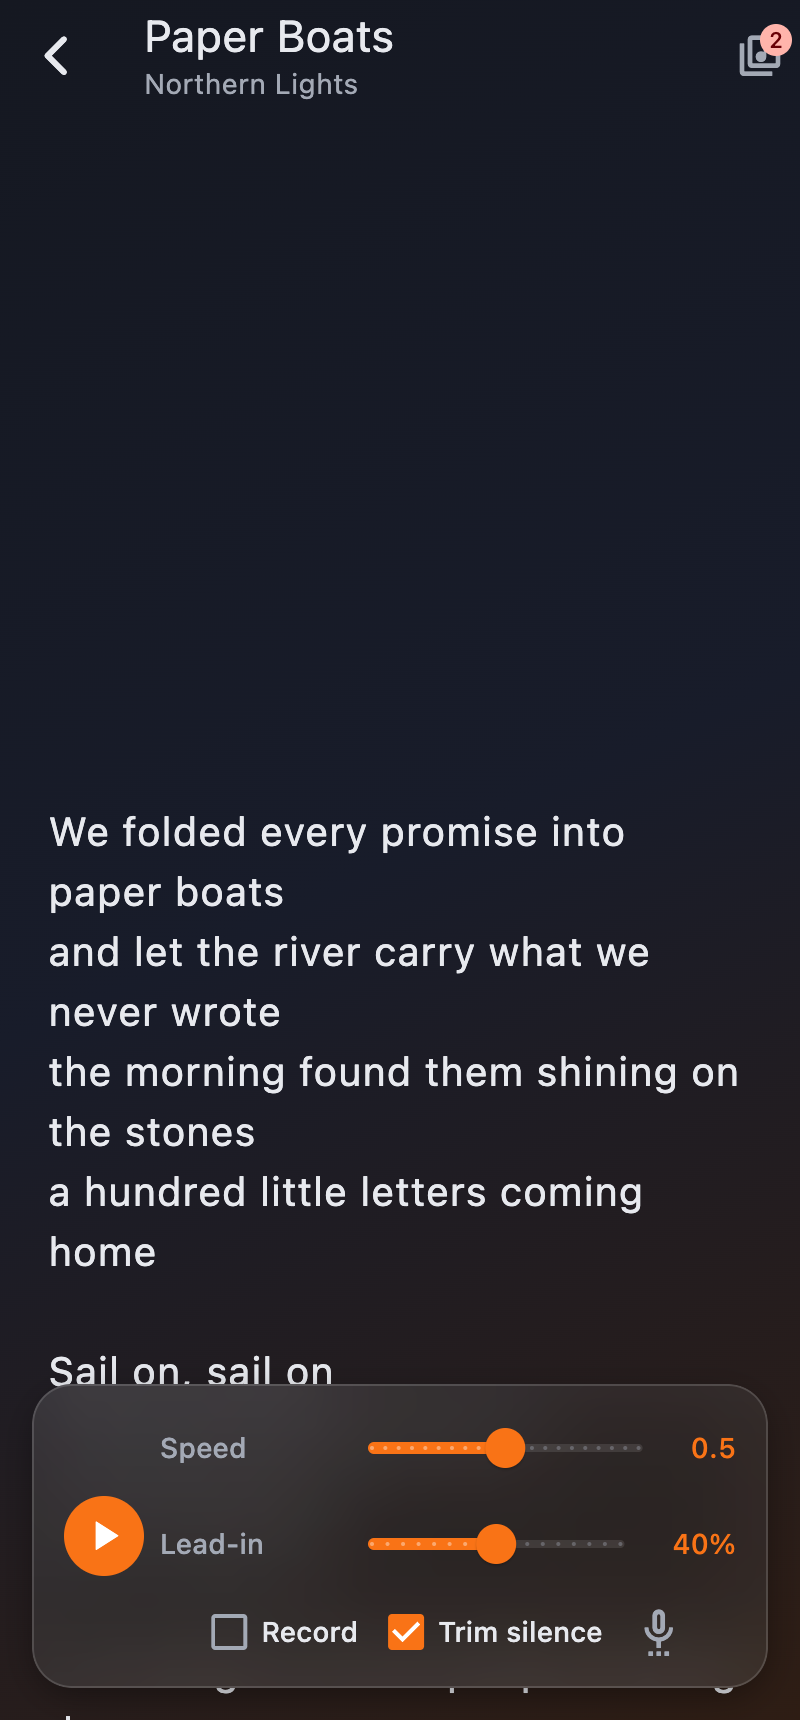 Paper Boats
2
Northern Lights
We folded every promise into
paper boats
and let the river carry what we
never wrote
the morning found them shining on
the stones
a hundred little letters coming
home
Sail on, sail on
Speed 0.5
Lead-in 40%
Record Trim silence